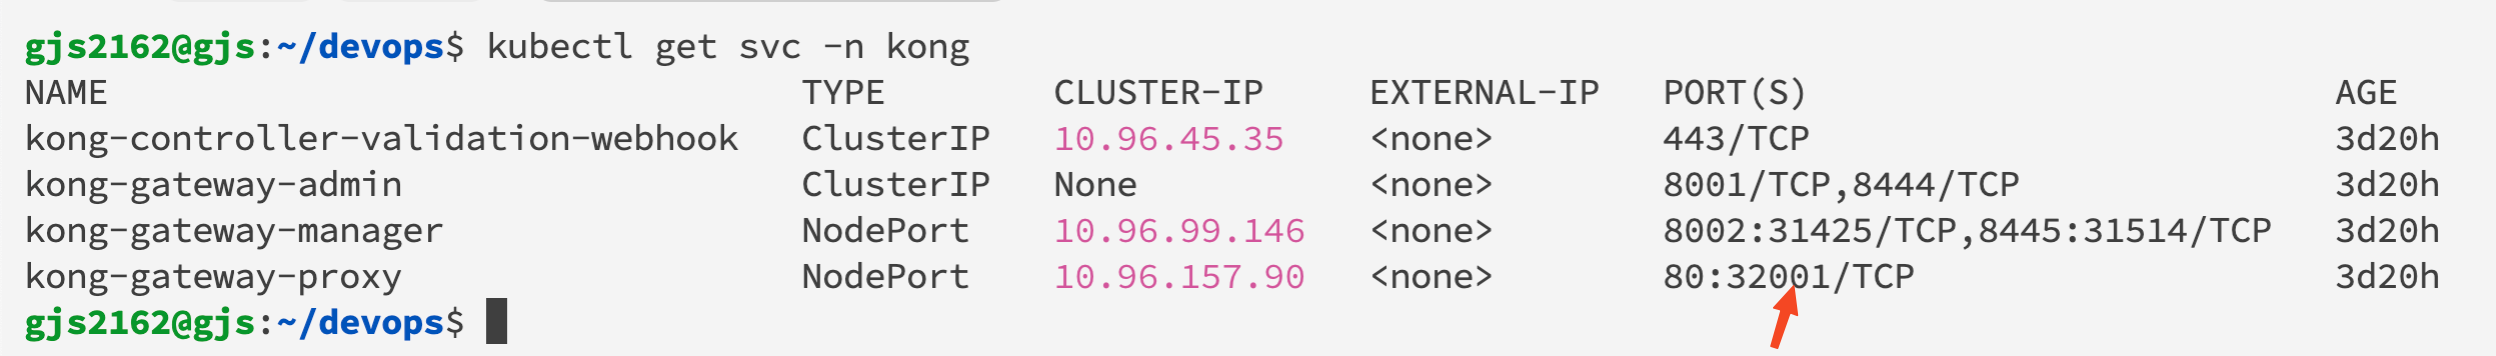 gjs2162@gjs:~/devops$ kubectl get svc -n kong
NAME TYPE CLUSTER-IP EXTERNAL-IP PORT(S) AGE
kong-controller-validation-webhook ClusterIP 10.96.45.35 <none> 443/TCP 3d20h
kong-gateway-admin ClusterIP None <none> 8001/TCP,8444/TCP 3d20h
kong-gateway-manager NodePort 10.96.99.146 <none> 8002:31425/TCP,8445:31514/TCP 3d20h
kong-gateway-proxy NodePort 10.96.157.90 <none> 80:32001/TCP 3d20h
gjs2162@gjs:~/devops$